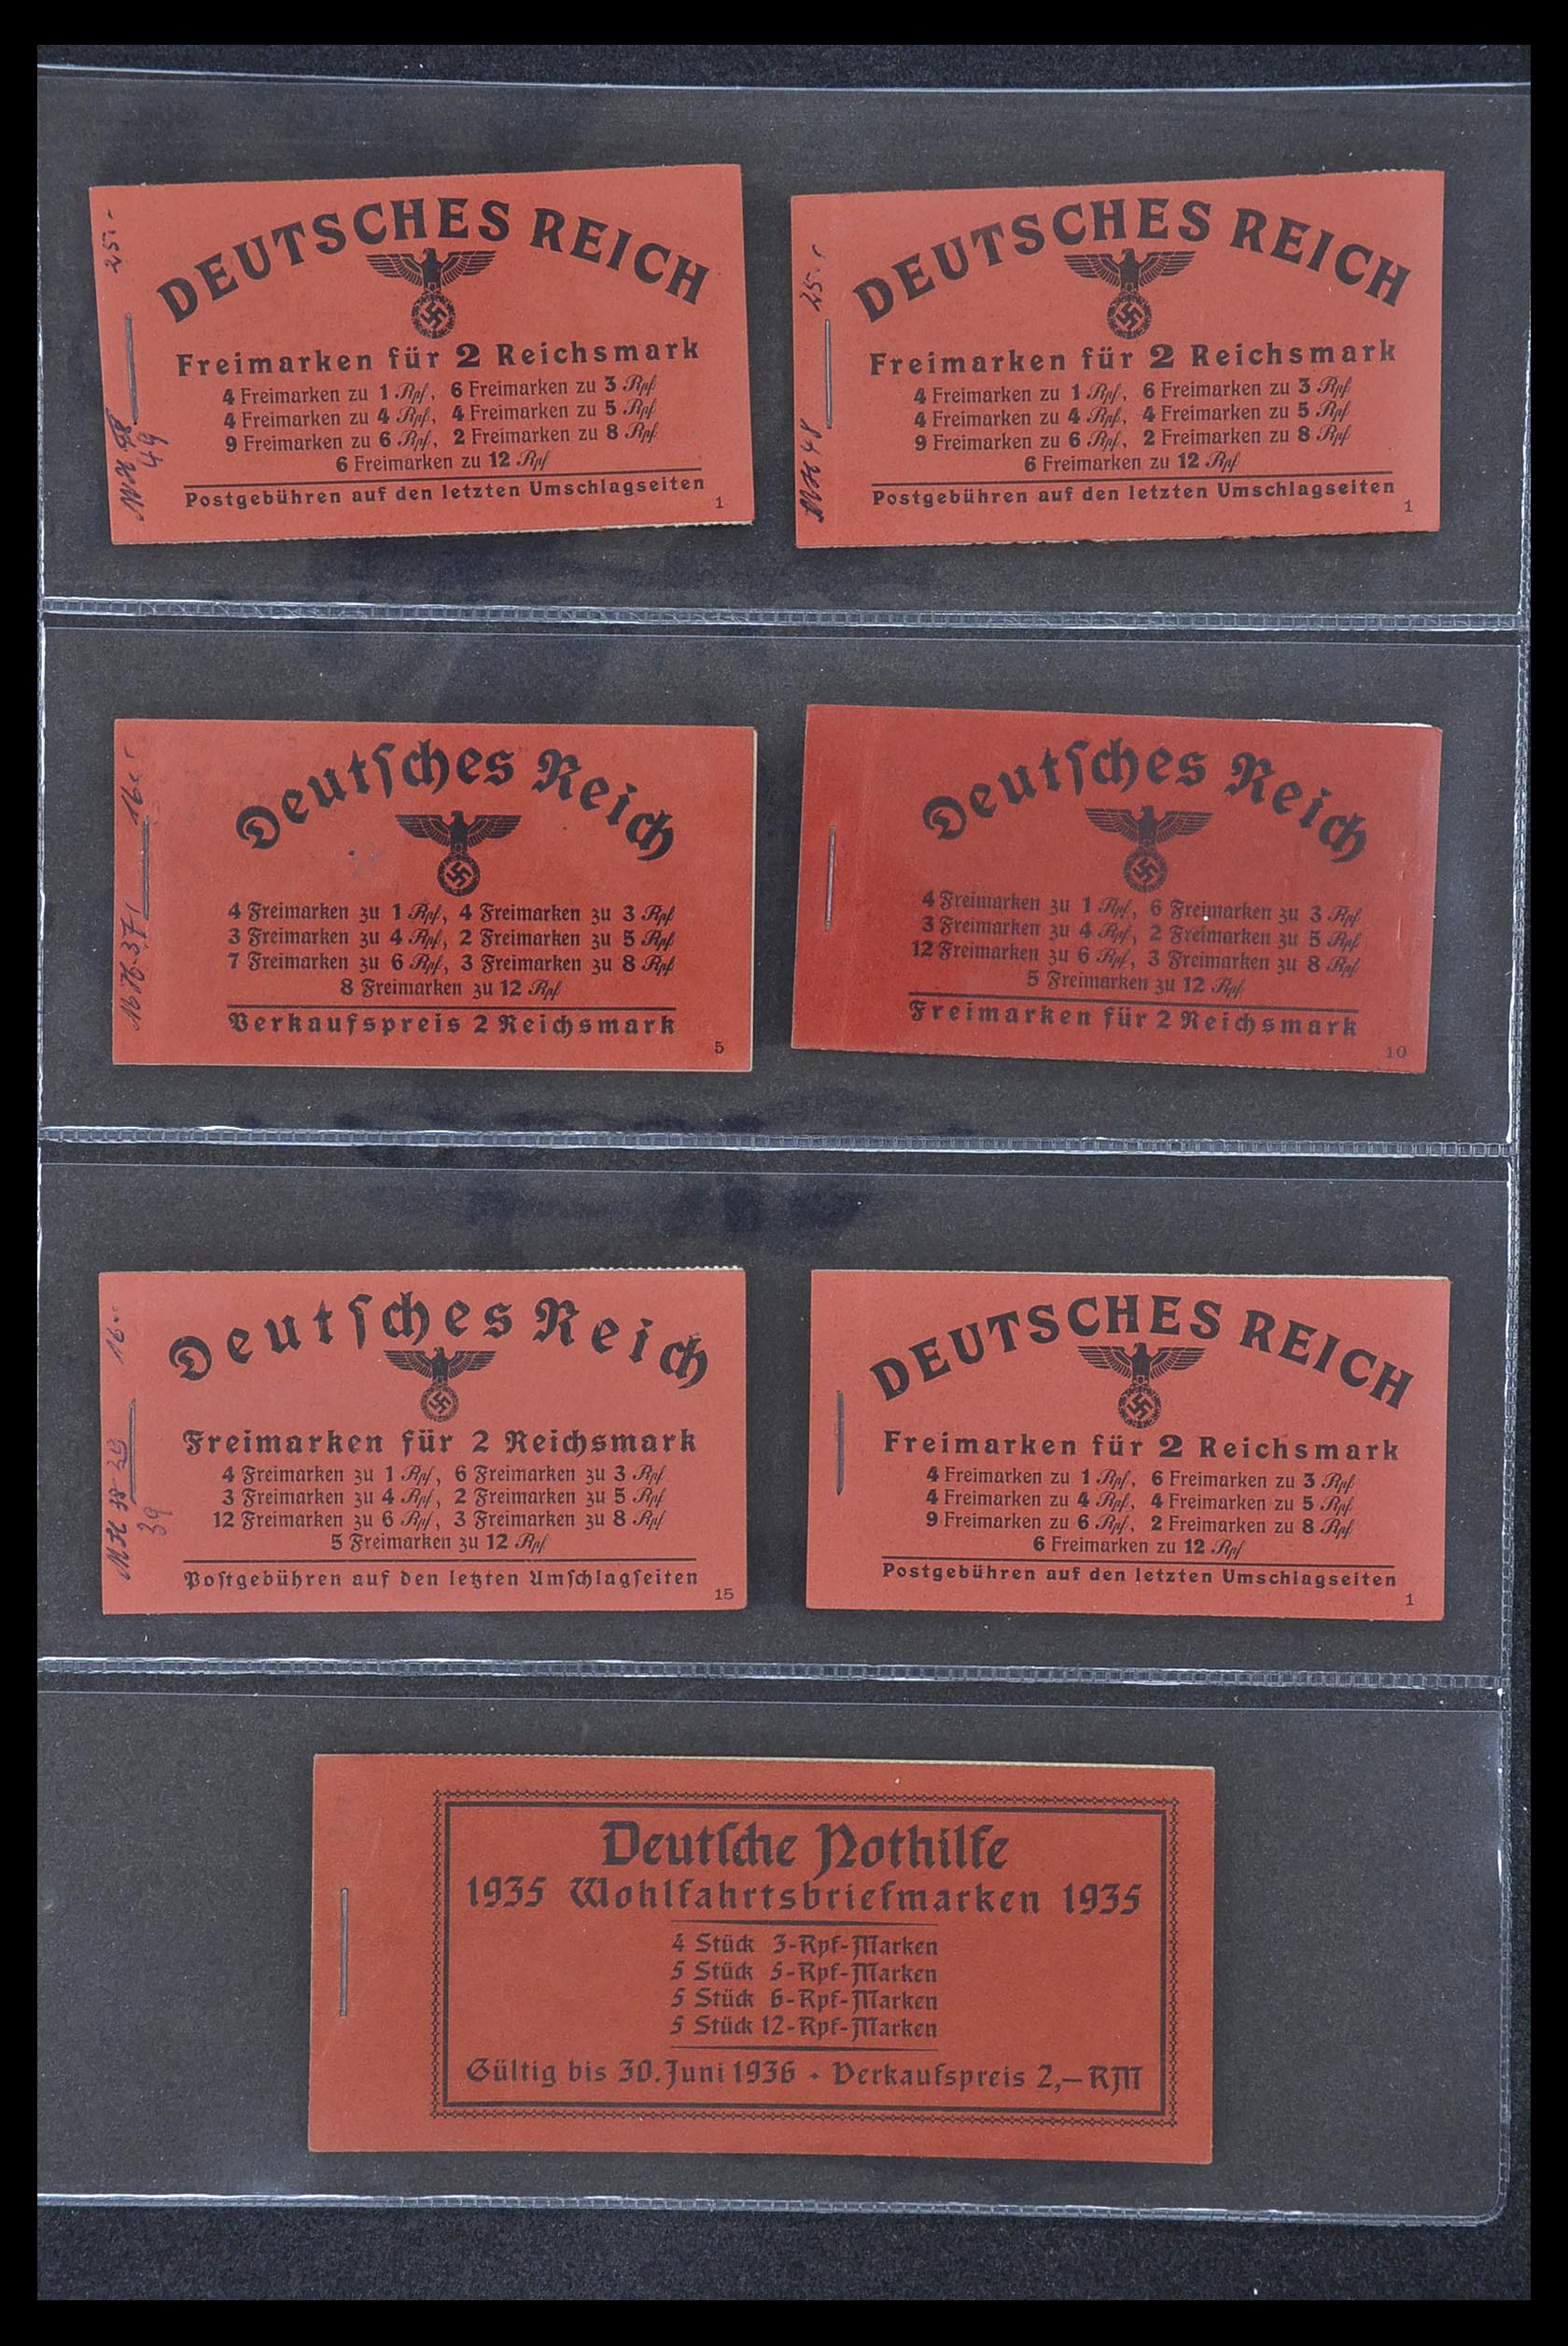 DEUTSCHES REICH
Freimarken für 2 Reichsmark
4 Freimarken zu 1 Rpf, 6 Freimarken zu 3 Rpf
4 Freimarken zu 4 Rpf, 4 Freimarken zu 5 Rpf
9 Freimarken zu 6 Rpf, 2 Freimarken zu 8 Rpf
6 Freimarken zu 12 Rpf
Postgebühren auf den letzten Umschlagseiten
1
25.-
49
DEUTSCHES REICH
Freimarken für 2 Reichsmark
4 Freimarken zu 1 Rpf, 6 Freimarken zu 3 Rpf
4 Freimarken zu 4 Rpf, 4 Freimarken zu 5 Rpf
9 Freimarken zu 6 Rpf, 2 Freimarken zu 8 Rpf
6 Freimarken zu 12 Rpf
Postgebühren auf den letzten Umschlagseiten
1
25.-
MH 48
Deutsches Reich
4 Freimarken zu 1 Rpf, 4 Freimarken zu 3 Rpf
3 Freimarken zu 4 Rpf, 2 Freimarken zu 5 Rpf
7 Freimarken zu 6 Rpf, 3 Freimarken zu 8 Rpf
8 Freimarken zu 12 Rpf
Verkaufspreis 2 Reichsmark
5
16.-
MH 37
Deutsches Reich
4 Freimarken zu 1 Rpf, 6 Freimarken zu 3 Rpf
3 Freimarken zu 4 Rpf, 2 Freimarken zu 5 Rpf
12 Freimarken zu 6 Rpf, 3 Freimarken zu 8 Rpf
5 Freimarken zu 12 Rpf
Freimarken für 2 Reichsmark
10
Deutsches Reich
Freimarken für 2 Reichsmark
4 Freimarken zu 1 Rpf, 6 Freimarken zu 3 Rpf
3 Freimarken zu 4 Rpf, 2 Freimarken zu 5 Rpf
12 Freimarken zu 6 Rpf, 3 Freimarken zu 8 Rpf
5 Freimarken zu 12 Rpf
Postgebühren auf den letzten Umschlagseiten
15
16.-
MH 38
39
DEUTSCHES REICH
Freimarken für 2 Reichsmark
4 Freimarken zu 1 Rpf, 6 Freimarken zu 3 Rpf
4 Freimarken zu 4 Rpf, 4 Freimarken zu 5 Rpf
9 Freimarken zu 6 Rpf, 2 Freimarken zu 8 Rpf
6 Freimarken zu 12 Rpf
Postgebühren auf den letzten Umschlagseiten
1
Deutsche Nothilfe
1935 Wohlfahrtsbriefmarken 1935
4 Stück 3-Rpf-Marken
5 Stück 5-Rpf-Marken
5 Stück 6-Rpf-Marken
5 Stück 12-Rpf-Marken
Gültig bis 30. Juni 1936 • Verkaufspreis 2,— RM